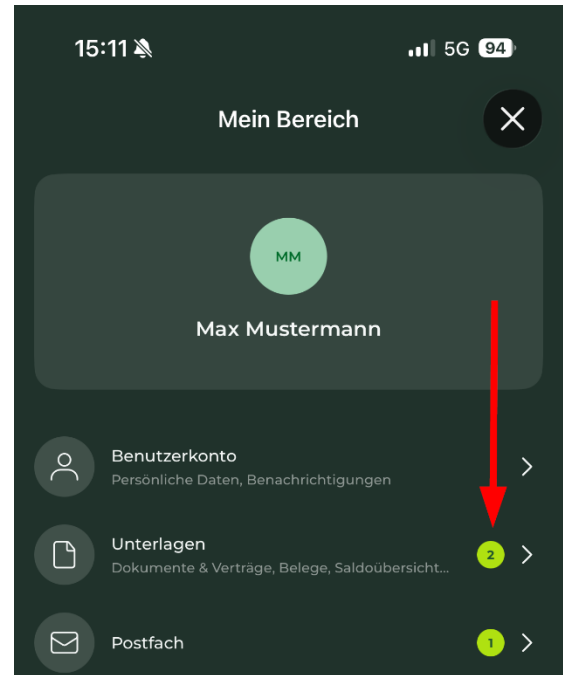 15:11 5G 94
Mein Bereich
MM
Max Mustermann
Benutzerkonto
Persönliche Daten, Benachrichtigungen
Unterlagen
Dokumente & Verträge, Belege, Saldoübersicht...
2
Postfach
1